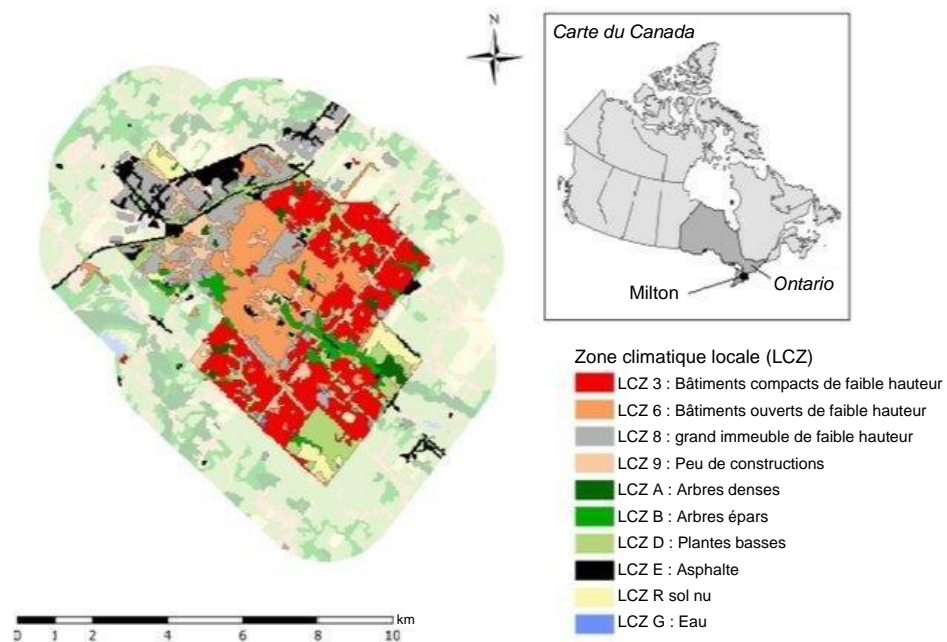 N
Carte du Canada
Milton
Ontario
Zone climatique locale (LCZ)
LCZ 3 : Bâtiments compacts de faible hauteur
LCZ 6 : Bâtiments ouverts de faible hauteur
LCZ 8 : grand immeuble de faible hauteur
LCZ 9 : Peu de constructions
LCZ A : Arbres denses
LCZ B : Arbres épars
LCZ D : Plantes basses
LCZ E : Asphalte
LCZ R sol nu
LCZ G : Eau
km
0 1 2 4 6 8 10